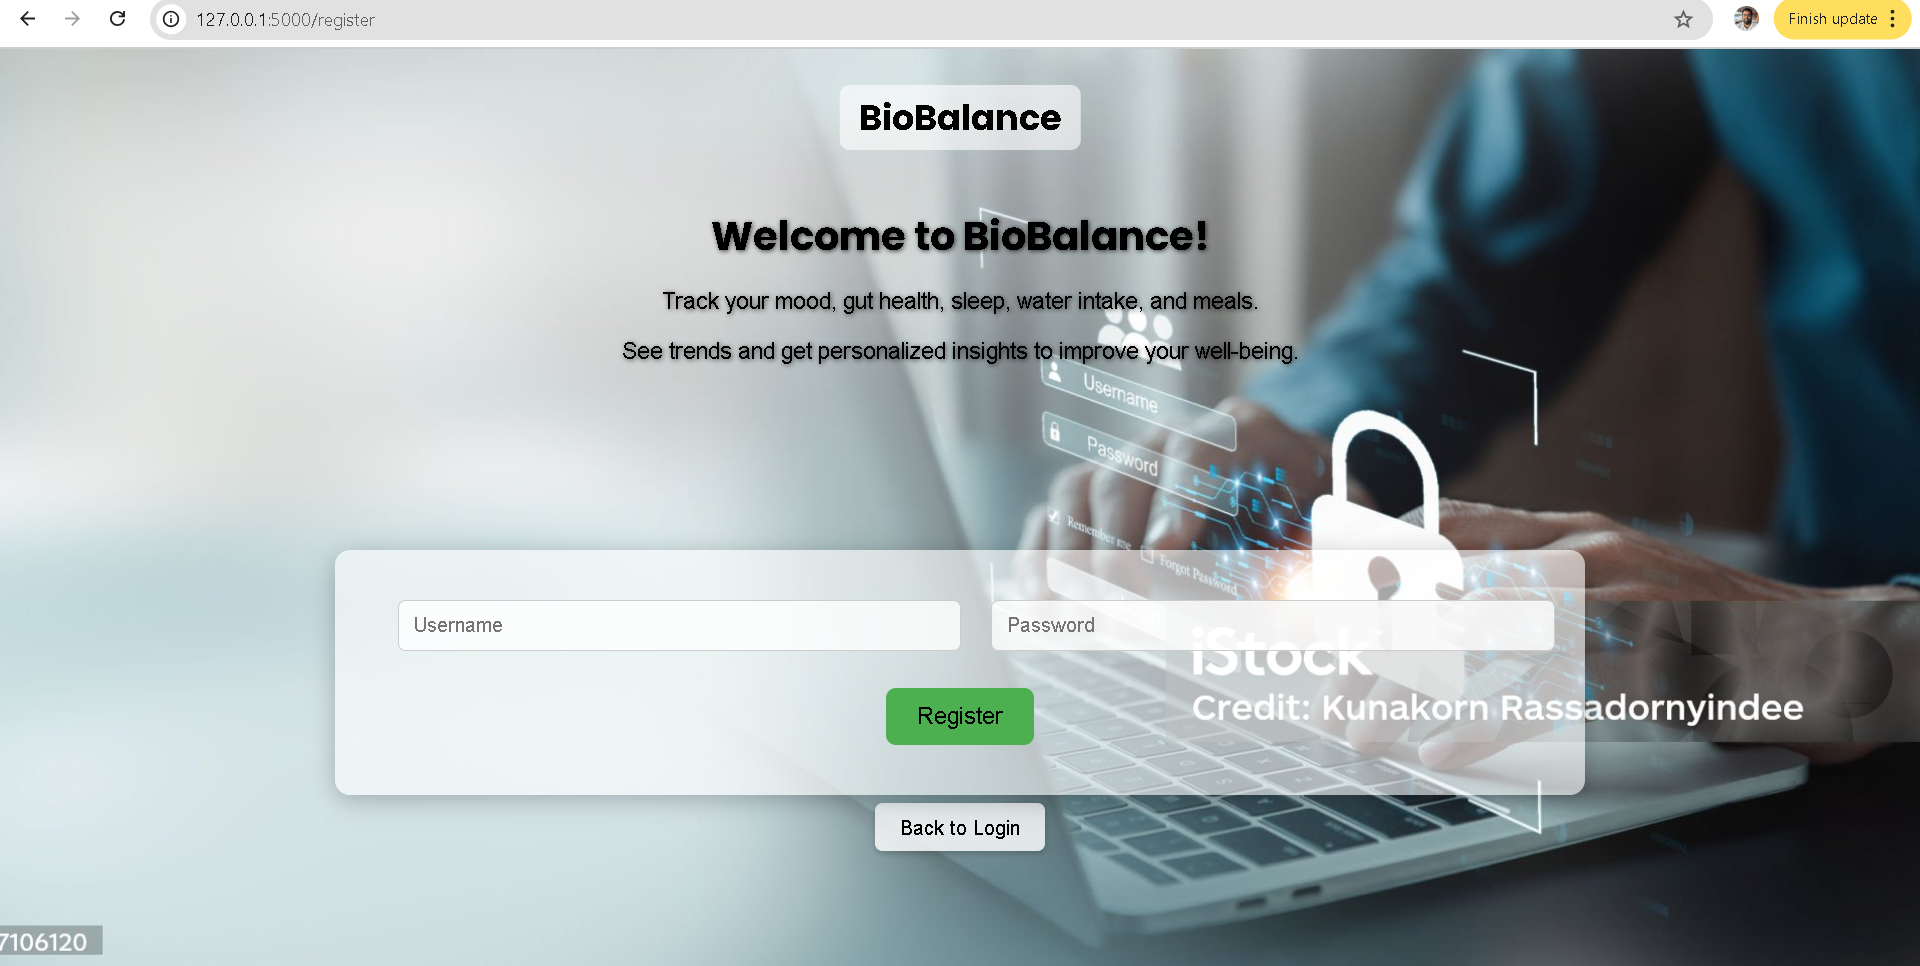 127.0.0.1:5000/register
Finish update
BioBalance
Welcome to BioBalance!
Track your mood, gut health, sleep, water intake, and meals.
See trends and get personalized insights to improve your well-being.
Username
Password
Remember me
Forgot Password
Username
Password
iStock
Register
Credit: Kunakorn Rassadornyindee
Back to Login
7106120